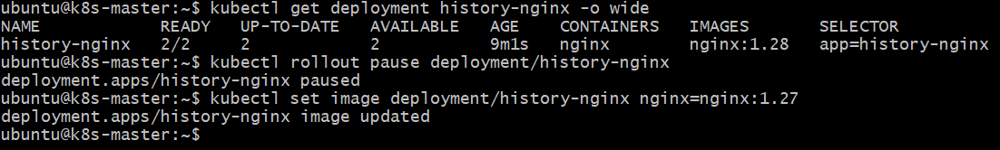 ubuntu@k8s-master:~$ kubectl get deployment history-nginx -o wide
NAME            READY   UP-TO-DATE   AVAILABLE   AGE    CONTAINERS   IMAGES       SELECTOR
history-nginx   2/2     2            2           9m1s   nginx        nginx:1.28   app=history-nginx
ubuntu@k8s-master:~$ kubectl rollout pause deployment/history-nginx
deployment.apps/history-nginx paused
ubuntu@k8s-master:~$ kubectl set image deployment/history-nginx nginx=nginx:1.27
deployment.apps/history-nginx image updated
ubuntu@k8s-master:~$